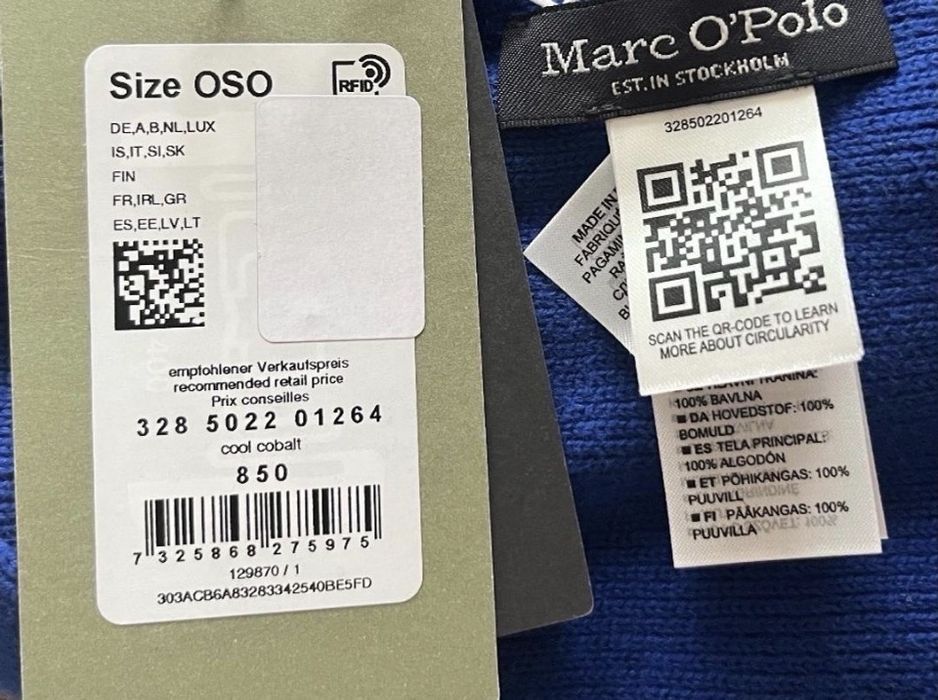 Size OSO
RFID
DE,A,B,NL,LUX
IS,IT,SI,SK
FIN
FR,IRL,GR
ES,EE,LV,LT
empfohlener Verkaufspreis
recommended retail price
Prix conseilles
328 5022 01264
cool cobalt
850
7 325868 275975
129870 / 1
303ACB6A83283342540BE5FD
Marc O'Polo
EST. IN STOCKHOLM
328502201264
SCAN THE QR-CODE TO LEARN
MORE ABOUT CIRCULARITY
MADE IN
100% BAVLNA
■ DA HOVEDSTOF: 100%
BOMULD
■ ES TELA PRINCIPAL:
100% ALGODÓN
■ ET PÕHIKANGAS: 100%
PUUVILL
■ FI PÄÄKANGAS: 100%
PUUVILLA